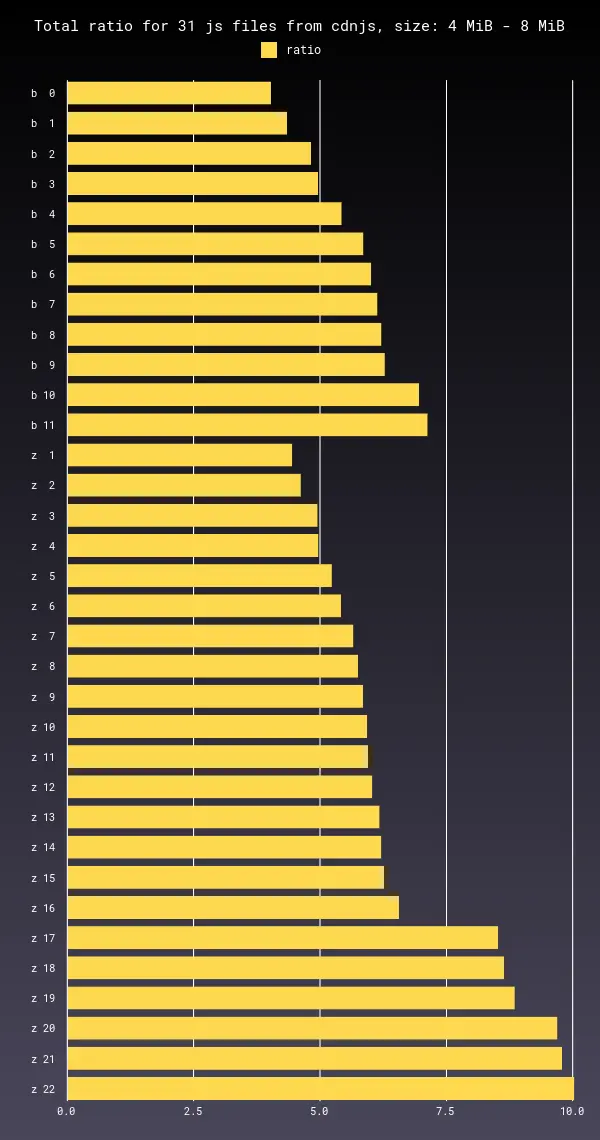 Total ratio for 31 js files from cdnjs, size: 4 MiB - 8 MiB
ratio
b 0
b 1
b 2
b 3
b 4
b 5
b 6
b 7
b 8
b 9
b 10
b 11
z 1
z 2
z 3
z 4
z 5
z 6
z 7
z 8
z 9
z 10
z 11
z 12
z 13
z 14
z 15
z 16
z 17
z 18
z 19
z 20
z 21
z 22
0.0 2.5 5.0 7.5 10.0